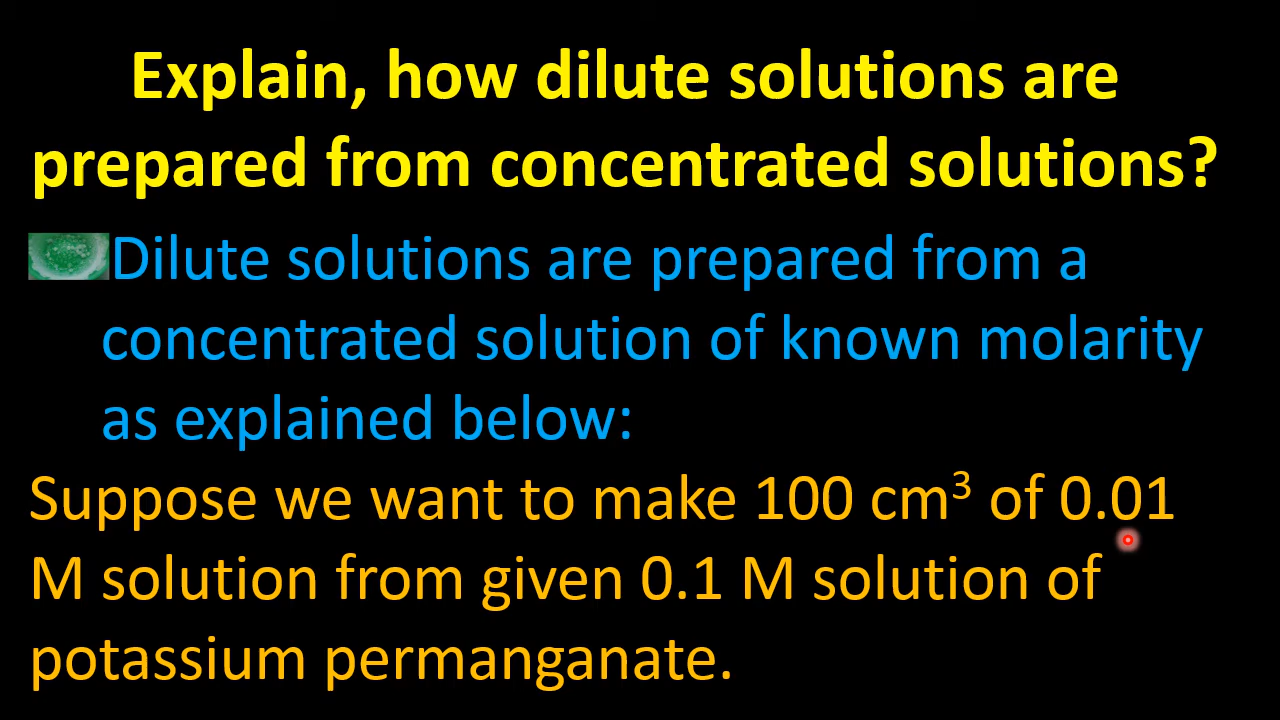 Explain, how dilute solutions are
prepared from concentrated solutions?
Dilute solutions are prepared from a
concentrated solution of known molarity
as explained below:
Suppose we want to make 100 cm³ of 0.01
M solution from given 0.1 M solution of
potassium permanganate.